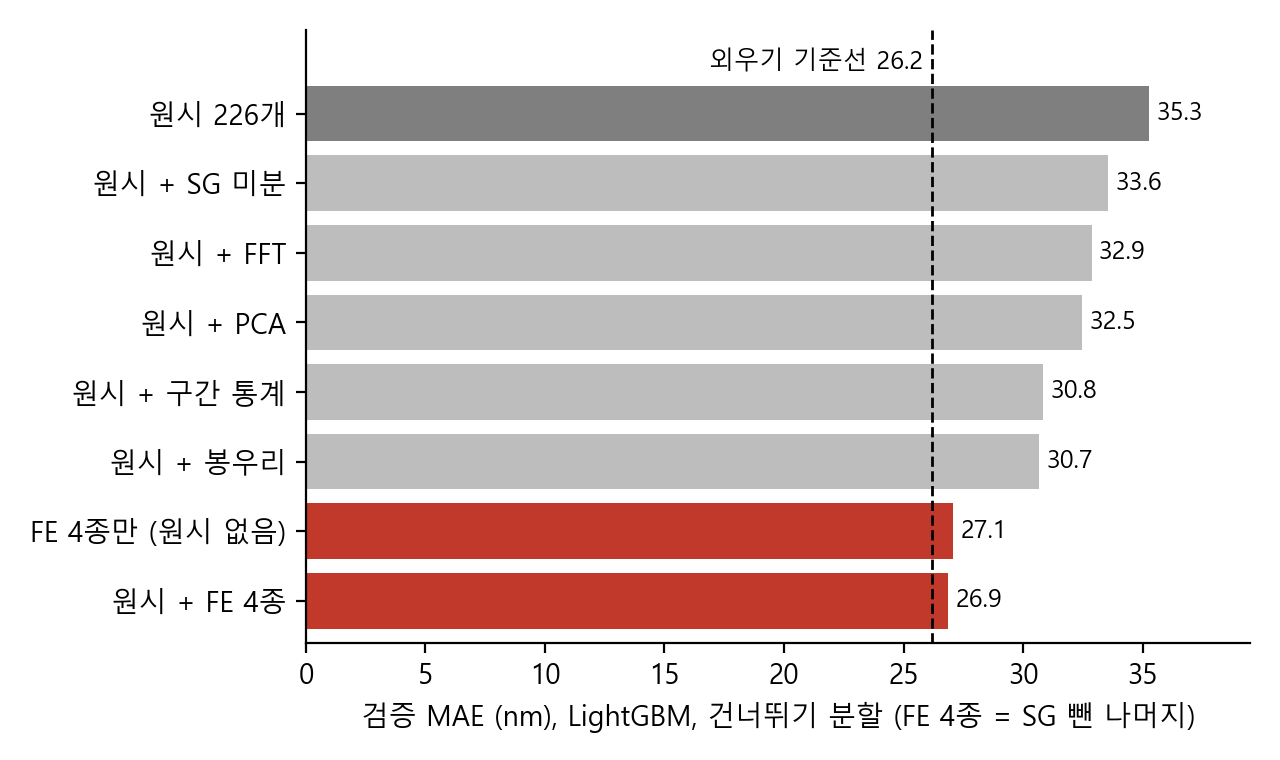 외우기 기준선 26.2
원시 226개 35.3
원시 + SG 미분 33.6
원시 + FFT 32.9
원시 + PCA 32.5
원시 + 구간 통계 30.8
원시 + 봉우리 30.7
FE 4종만 (원시 없음) 27.1
원시 + FE 4종 26.9
0 5 10 15 20 25 30 35
검증 MAE (nm), LightGBM, 건너뛰기 분할 (FE 4종 = SG 뺀 나머지)